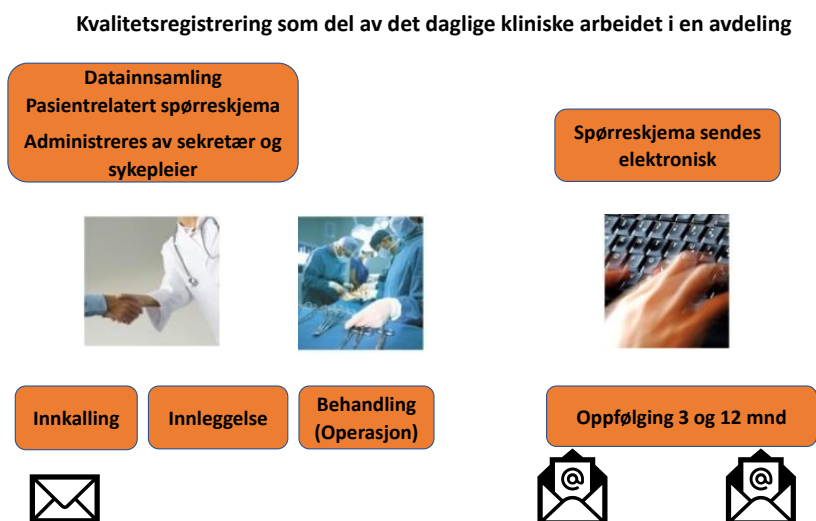 Kvalitetsregistrering som del av det daglige kliniske arbeidet i en avdeling
Datainnsamling
Pasientrelatert spørreskjema
Administreres av sekretær og
sykepleier
Spørreskjema sendes
elektronisk
Innkalling
Innleggelse
Behandling
(Operasjon)
Oppfølging 3 og 12 mnd
@
@